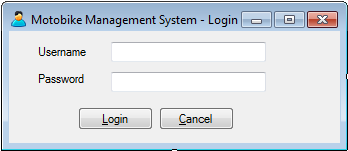 Motobike Management System - Login
Username
Password
Login
Cancel